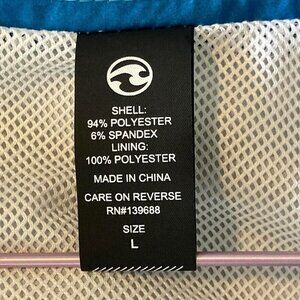 SHELL:
94% POLYESTER
6% SPANDEX
LINING:
100% POLYESTER
MADE IN CHINA
CARE ON REVERSE
RN#139688
SIZE
L